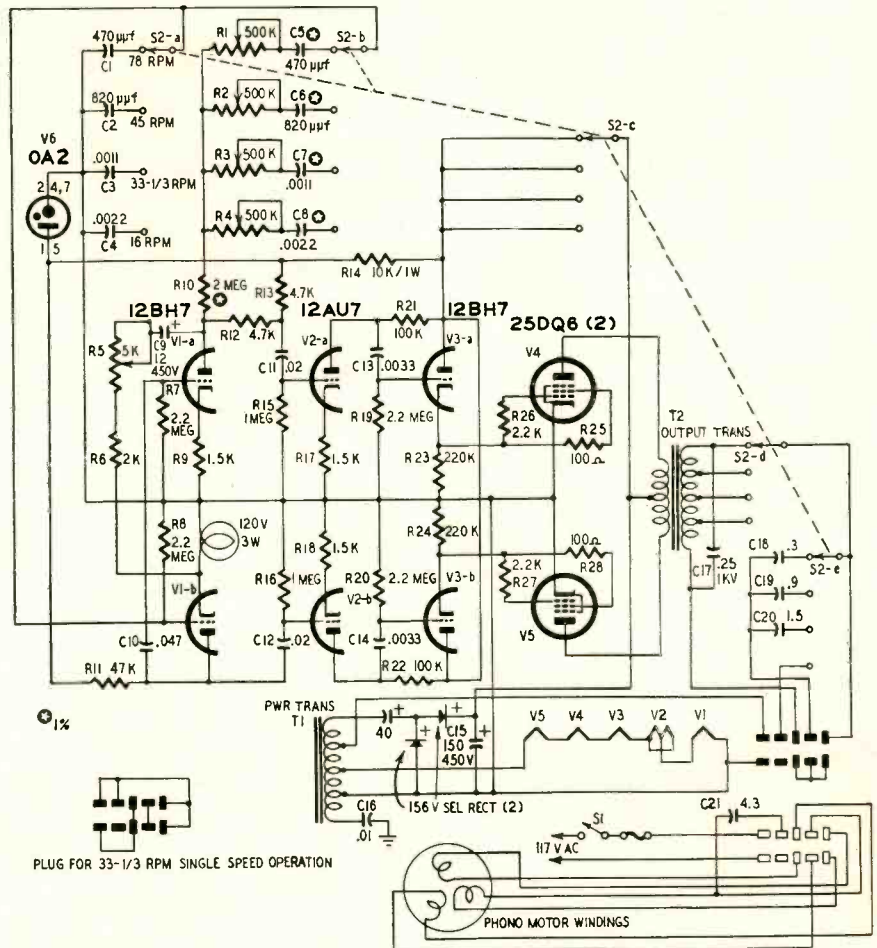 470 μμf
C1
S2-a
78 RPM
R1
500K
C5
470 μμf
S2-b
820 μμf
C2
45 RPM
R2
500 K
C6
820μμf
V6
OA2
2 4,7
1 5
.0011
C3
33-1/3 RPM
R3
500 K
C7
.0011
S2-c
.0022
C4
16 RPM
R4
500K
C8
.0022
R10
2 MEG
R13
4.7K
R14
10K/1W
12BH7
V1-a
R12
4.7K
12AU7
V2-a
R21
100K
12BH7
V3-a
25DQ6 (2)
V4
R5
5K
C9
12
450V
R7
2.2
MEG
C11
.02
C13
.0033
R15
1MEG
R19
2.2 MEG
R26
2.2 K
R25
100Ω
T2
OUTPUT TRANS
R6
2K
R9
1.5K
R17
1.5K
R23
220K
S2-d
R8
2.2
MEG
120V
3W
R18
1.5K
R24
220 K
100Ω
R28
C17
.25
1KV
C18
.3
S2-e
R16
1 MEG
R20
2.2 MEG
2.2K
R27
C19
.9
V1-b
V2-b
V3-b
V5
C20
1.5
C10
.047
C12
.02
C14
.0033
R11
47 K
R22
100 K
1%
PWR TRANS
T1
40
C15
150
450V
V5
V4
V3
V2
V1
C16
.01
156 V SEL RECT (2)
C21
4.3
S1
117 V AC
PLUG FOR 33-1/3 RPM SINGLE SPEED OPERATION
PHONO MOTOR WINDINGS